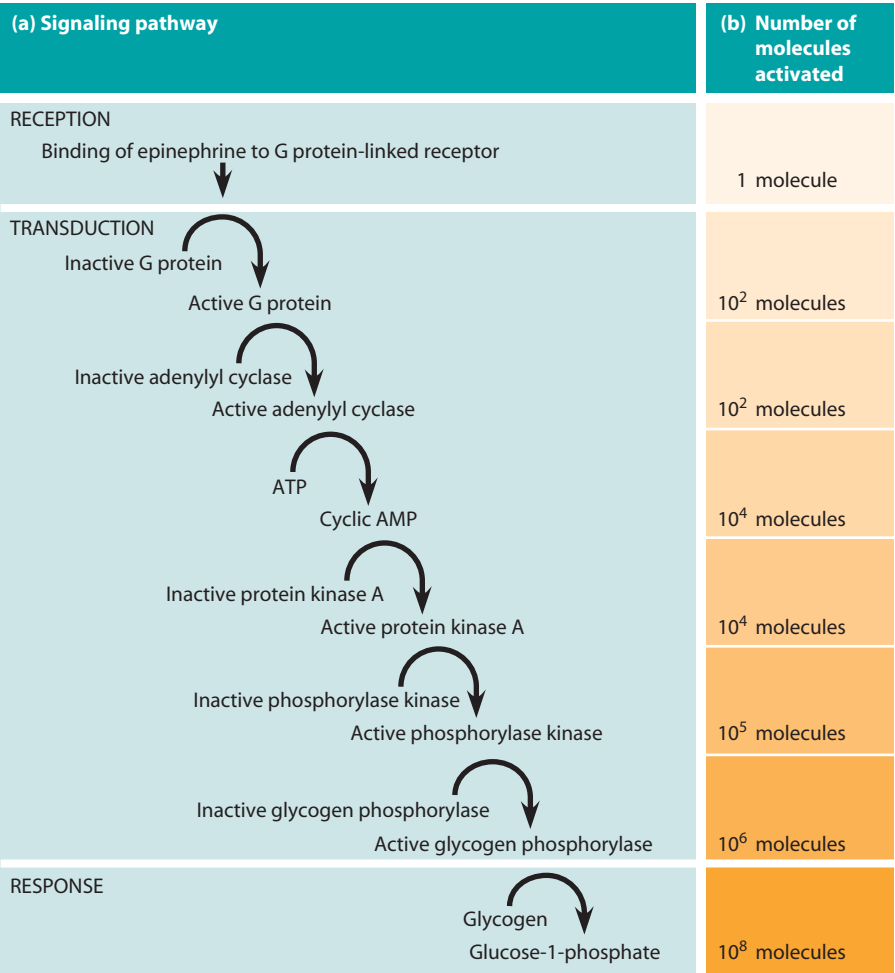 (a) Signaling pathway
(b) Number of
molecules
activated
RECEPTION
Binding of epinephrine to G protein-linked receptor
1 molecule
TRANSDUCTION
Inactive G protein
Active G protein
10² molecules
Inactive adenylyl cyclase
Active adenylyl cyclase
10² molecules
ATP
Cyclic AMP
10⁴ molecules
Inactive protein kinase A
Active protein kinase A
10⁴ molecules
Inactive phosphorylase kinase
Active phosphorylase kinase
10⁵ molecules
Inactive glycogen phosphorylase
Active glycogen phosphorylase
10⁶ molecules
RESPONSE
Glycogen
Glucose-1-phosphate
10⁸ molecules